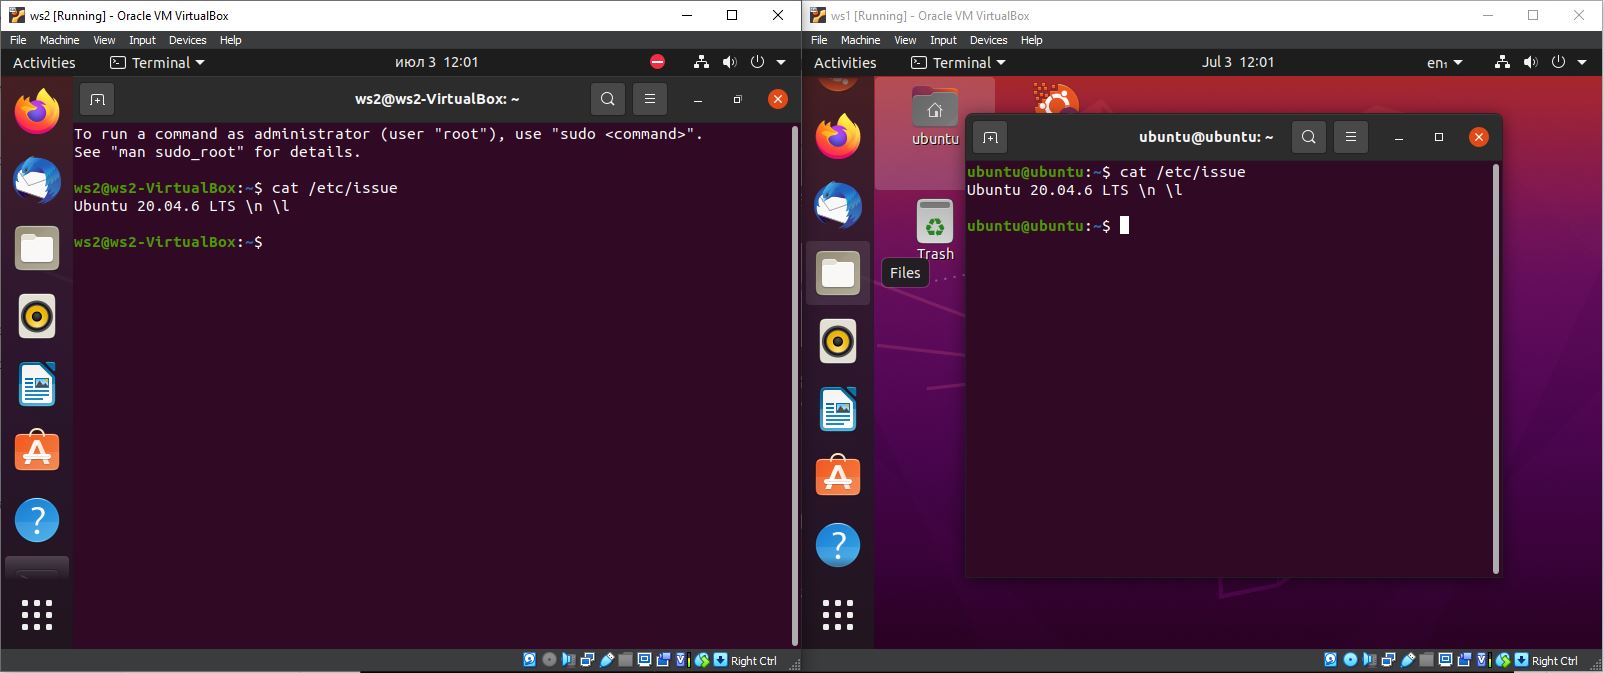 ws2 [Running] - Oracle VM VirtualBox
File Machine View Input Devices Help
Activities Terminal июл 3 12:01
ws2@ws2-VirtualBox: ~
To run a command as administrator (user "root"), use "sudo <command>".
See "man sudo_root" for details.
ws2@ws2-VirtualBox:~$ cat /etc/issue
Ubuntu 20.04.6 LTS \n \l
ws2@ws2-VirtualBox:~$
Right Ctrl
ws1 [Running] - Oracle VM VirtualBox
File Machine View Input Devices Help
Activities Terminal Jul 3 12:01 en₁
ubuntu
Trash
Files
ubuntu@ubuntu: ~
ubuntu@ubuntu:~$ cat /etc/issue
Ubuntu 20.04.6 LTS \n \l
ubuntu@ubuntu:~$
Right Ctrl